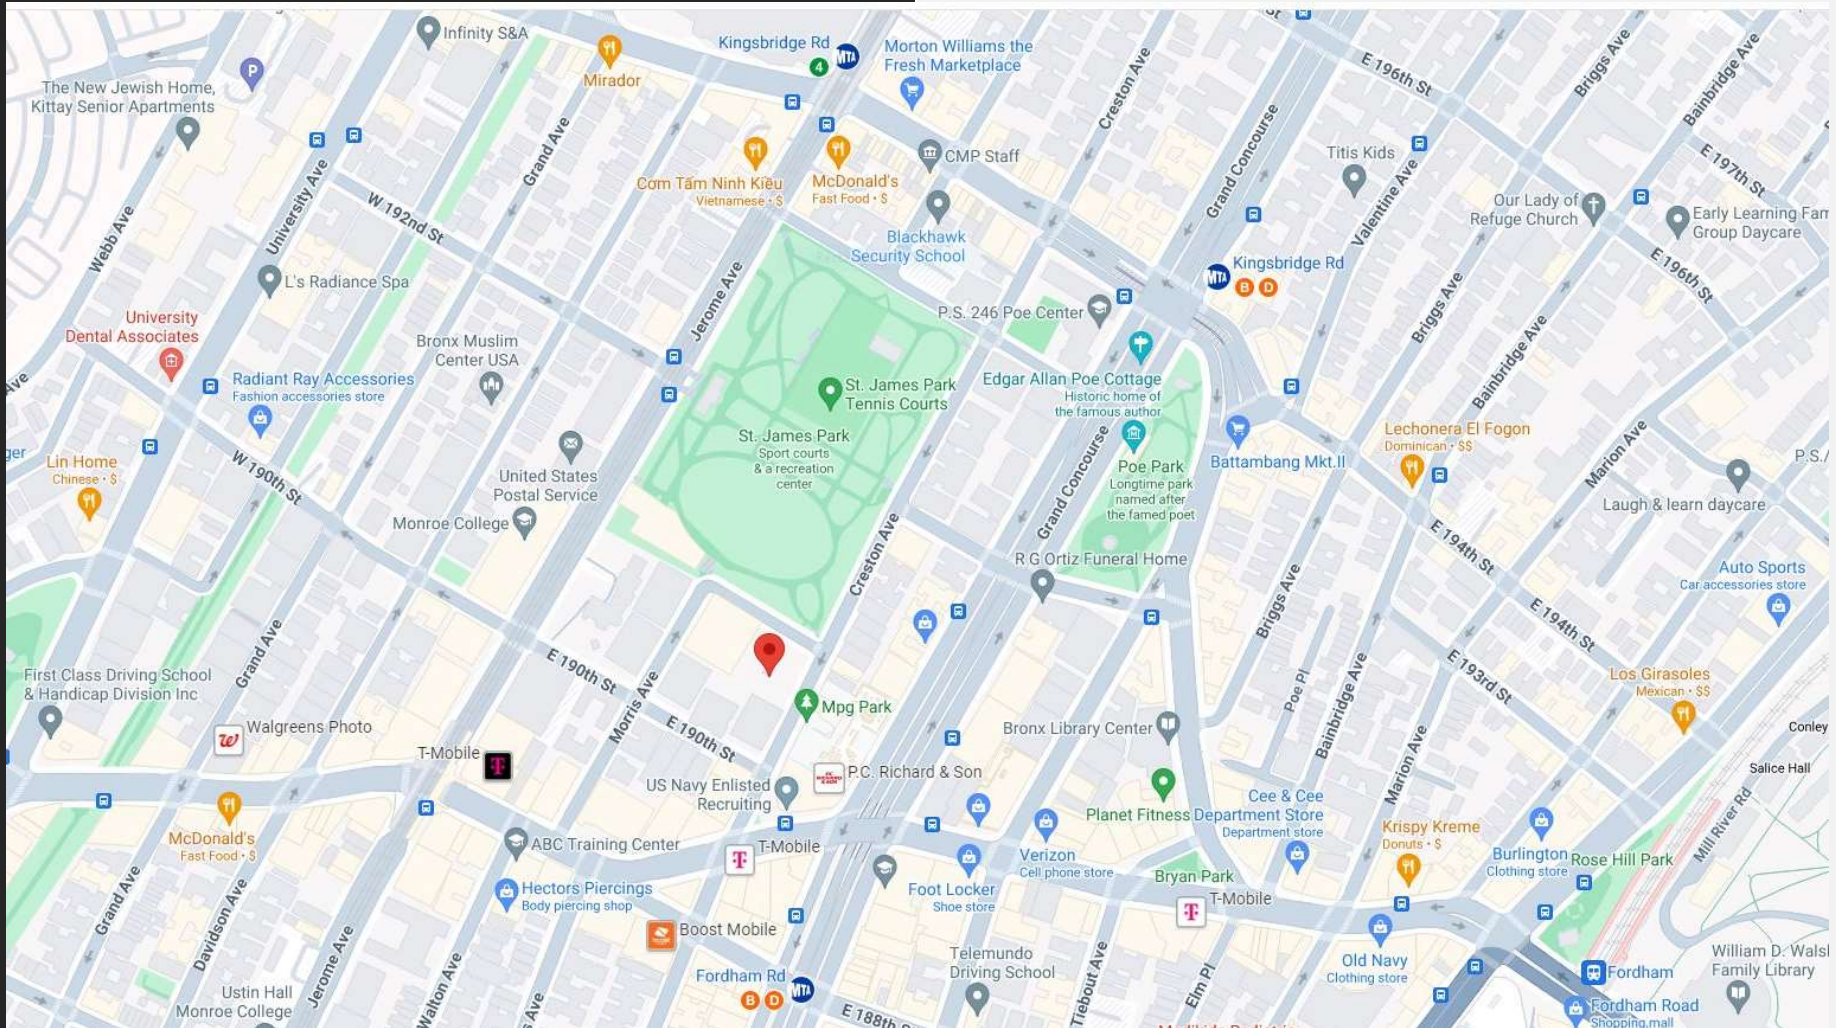 Infinity S&A
Mirador
Kingsbridge Rd
4
MTA
Morton Williams the
Fresh Marketplace
E 196th St
Briggs Ave
Bainbridge Ave
P
The New Jewish Home,
Kittay Senior Apartments
Creston Ave
Grand Ave
University Ave
CMP Staff
Cơm Tấm Ninh Kiều
Vietnamese • $
McDonald's
Fast Food • $
Titis Kids
E 197th St
Grand Concourse
Valentine Ave
Webb Ave
W 192nd St
Blackhawk
Security School
Our Lady of
Refuge Church
Early Learning Fam
Group Daycare
L's Radiance Spa
Jerome Ave
Kingsbridge Rd
MTA
B D
E 196th St
Briggs Ave
University
Dental Associates
P.S. 246 Poe Center
Bronx Muslim
Center USA
Bainbridge Ave
Radiant Ray Accessories
Fashion accessories store
St. James Park
Tennis Courts
Edgar Allan Poe Cottage
Historic home of
the famous author
Ave
St. James Park
Sport courts
& a recreation
center
Grand Concourse
Lechonera El Fogon
Dominican • $$
Marion Ave
ger
Lin Home
Chinese • $
W 190th St
United States
Postal Service
Poe Park
Longtime park
named after
the famed poet
Battambang Mkt.II
P.S./
Laugh & learn daycare
Monroe College
Creston Ave
E 194th St
R G Ortiz Funeral Home
Auto Sports
Car accessories store
Briggs Ave
E 194th St
Grand Ave
E 190th St
First Class Driving School
& Handicap Division Inc
Morris Ave
E 193rd St
Los Girasoles
Mexican • $$
Poe Pl
Bainbridge Ave
Mpg Park
E 190th St
Walgreens Photo
Bronx Library Center
Conley
T-Mobile
Marion Ave
Salice Hall
P.C. Richard & Son
US Navy Enlisted
Recruiting
Cee & Cee
Department Store
Department store
Planet Fitness
Mill River Rd
McDonald's
Fast Food • $
ABC Training Center
T-Mobile
Verizon
Cell phone store
Krispy Kreme
Donuts • $
Burlington
Clothing store
Rose Hill Park
Bryan Park
Hectors Piercings
Body piercing shop
Foot Locker
Shoe store
T-Mobile
Grand Ave
Davidson Ave
Boost Mobile
Jerome Ave
Walton Ave
Telemundo
Driving School
Tiebout Ave
Elm Pl
Old Navy
Clothing store
William D. Walsh
Family Library
Fordham Rd
MTA
B D
Fordham
Ustin Hall
Monroe College
s Ave
E 188th S
Fordham Road
Shopping mall